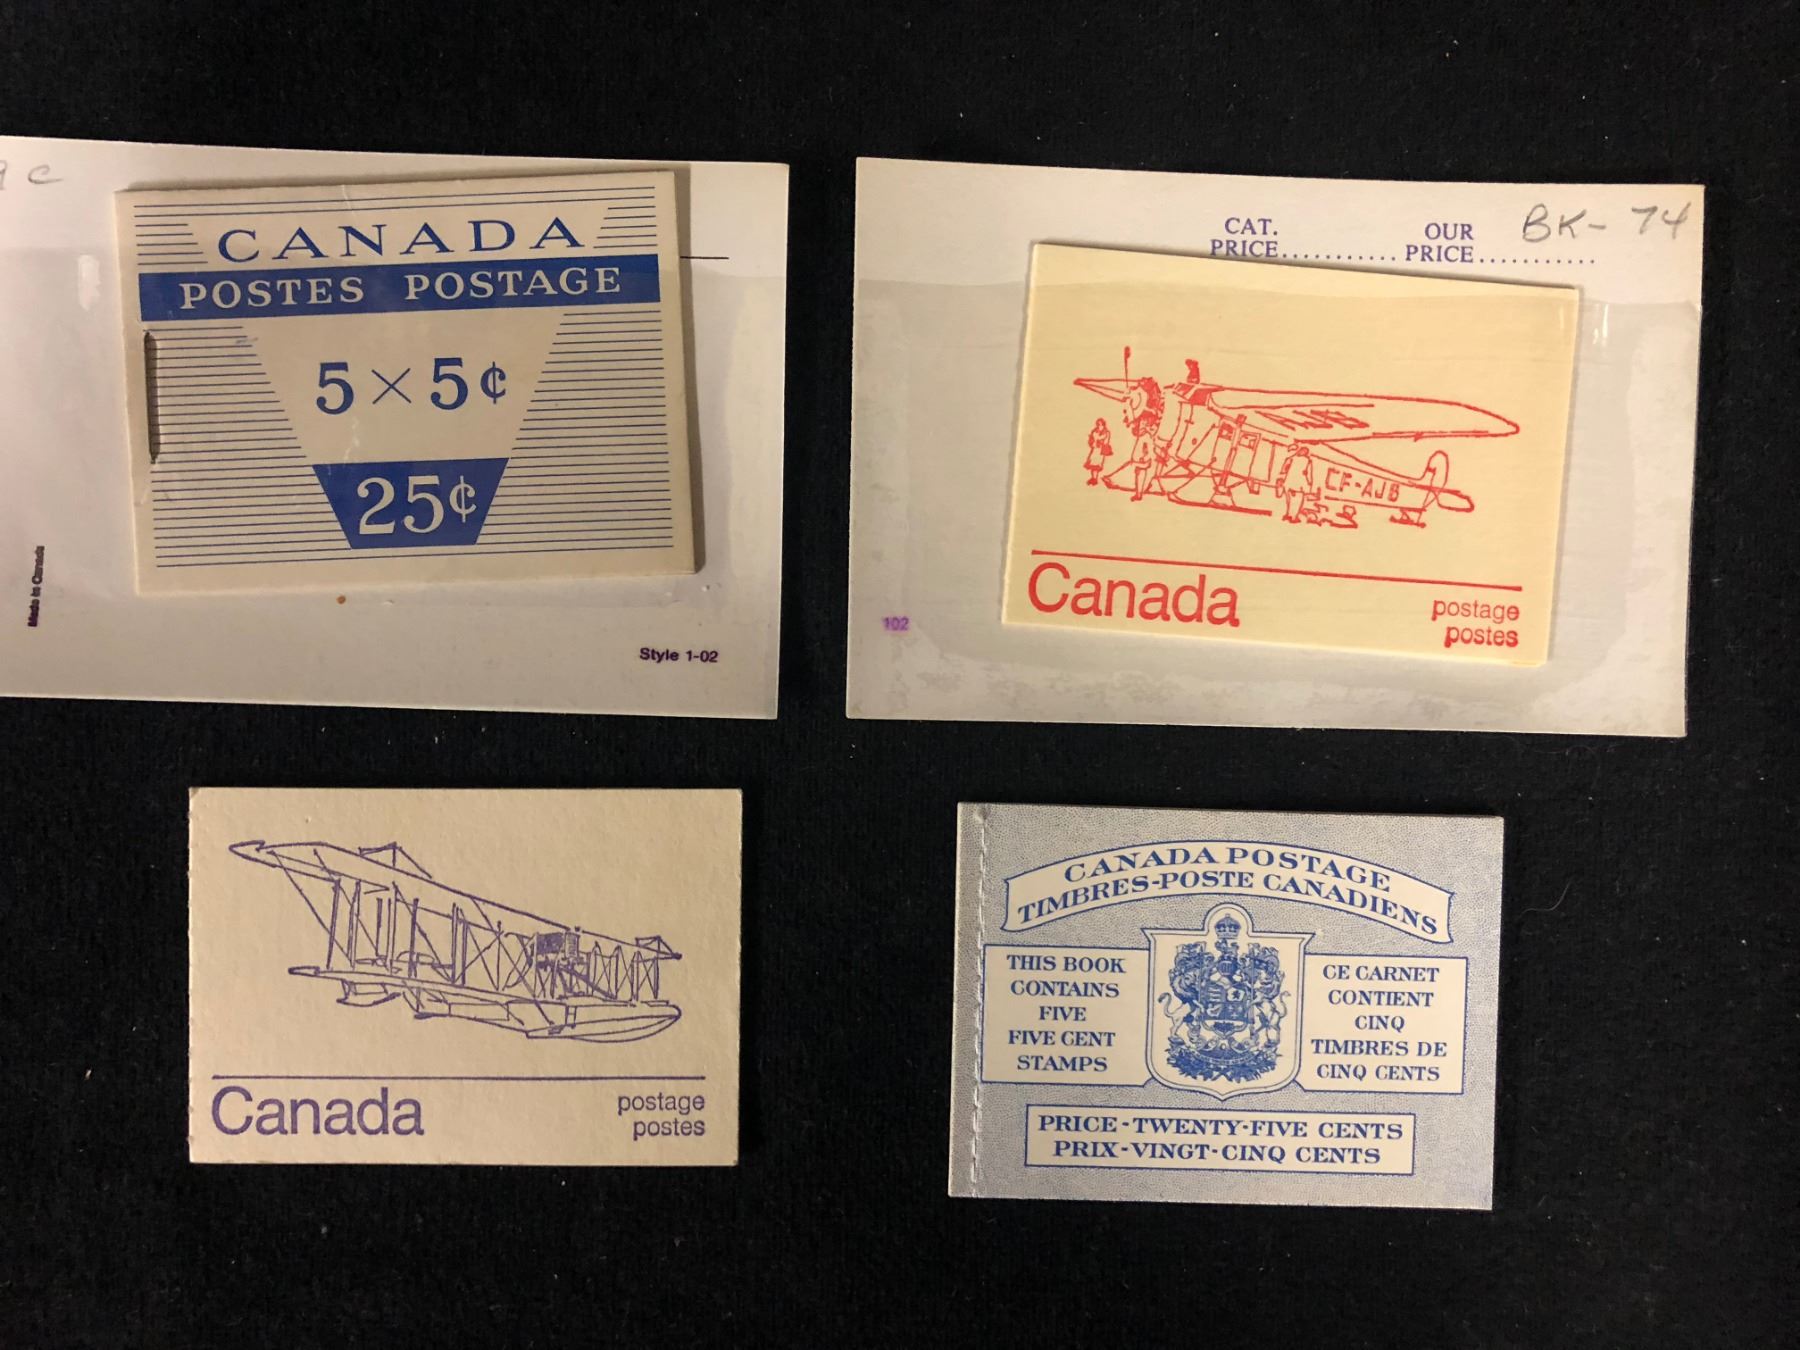 9 c
CANADA
POSTES POSTAGE
5×5¢
25¢
Made in Canada
Style 1-02
CAT. OUR BK- 74
PRICE........... PRICE...........
AJB
CF-AJB
102
Canada
postage
postes
Canada
postage
postes
CANADA POSTAGE
TIMBRES-POSTE CANADIENS
THIS BOOK
CONTAINS
FIVE
FIVE CENT
STAMPS
CE CARNET
CONTIENT
CINQ
TIMBRES DE
CINQ CENTS
PRICE-TWENTY-FIVE CENTS
PRIX-VINGT-CINQ CENTS